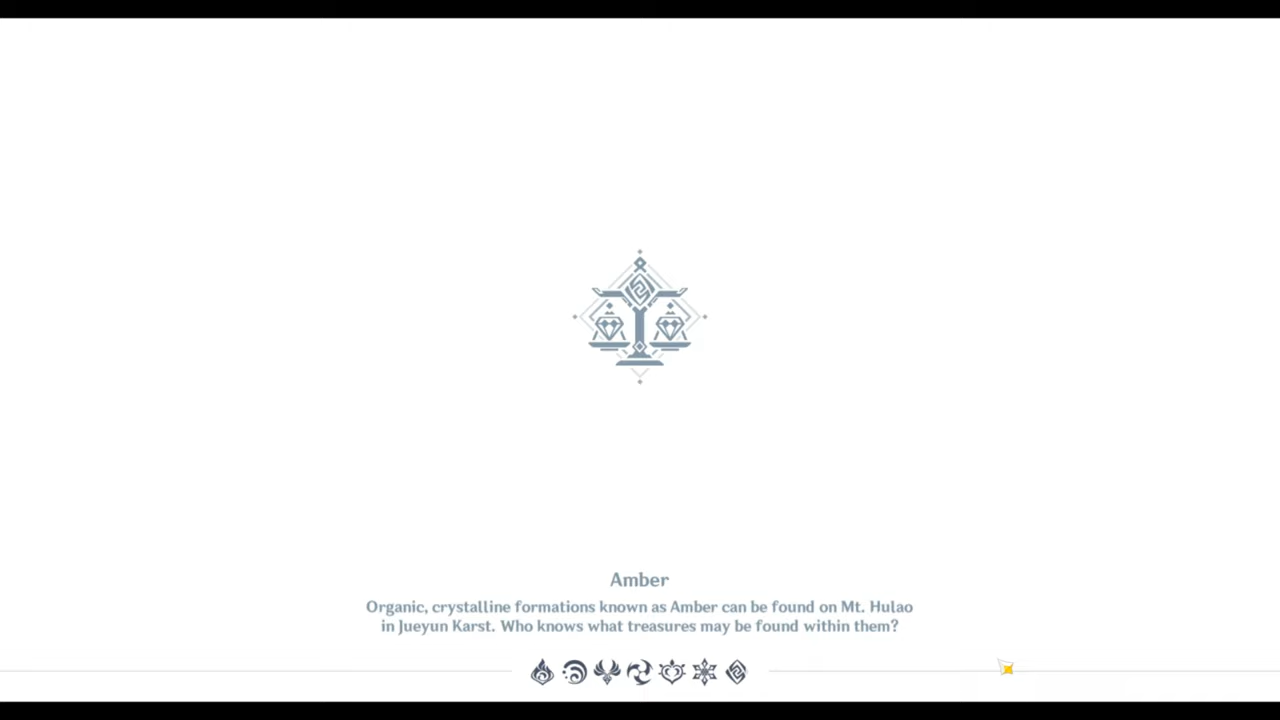 Amber
Organic, crystalline formations known as Amber can be found on Mt. Hulao
in Jueyun Karst. Who knows what treasures may be found within them?